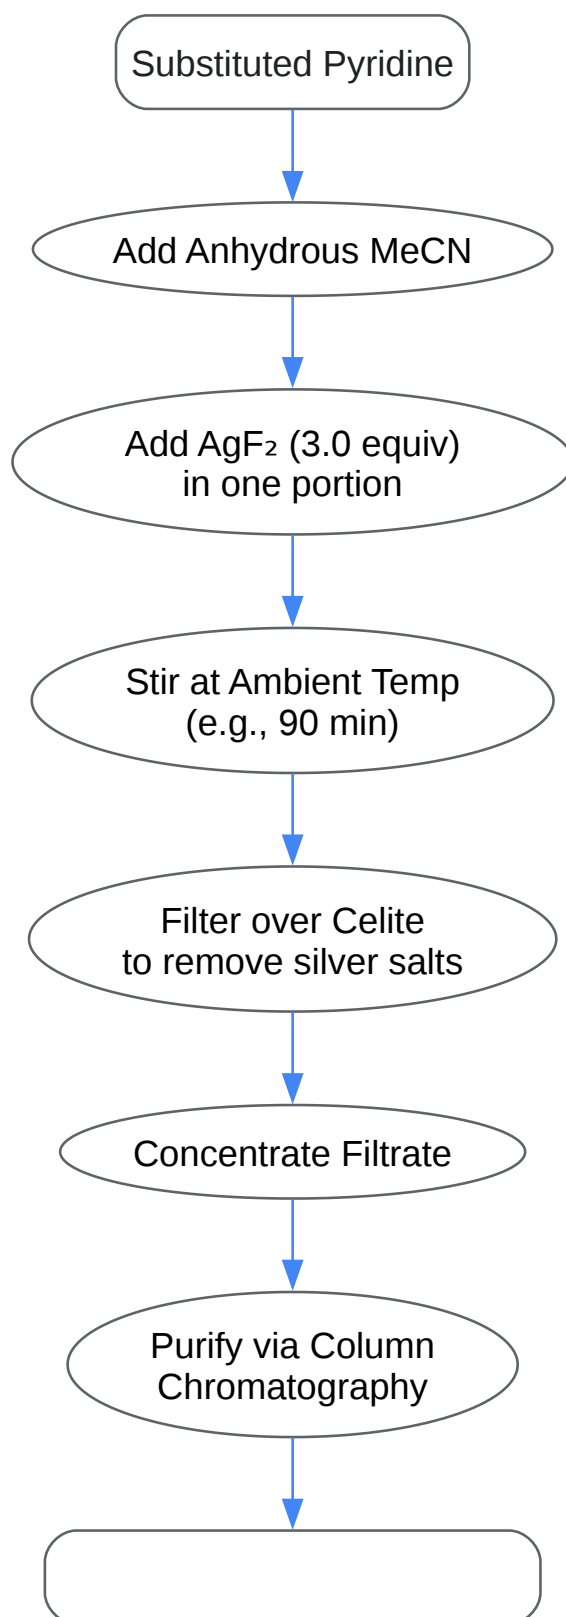 Substituted Pyridine
Add Anhydrous MeCN
Add AgF₂ (3.0 equiv)
in one portion
Stir at Ambient Temp
(e.g., 90 min)
Filter over Celite
to remove silver salts
Concentrate Filtrate
Purify via Column
Chromatography